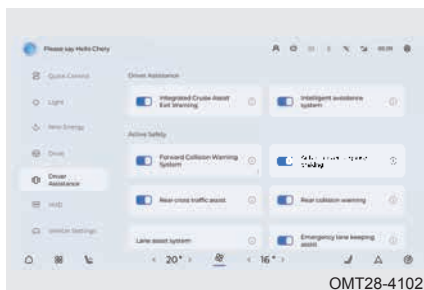 Please say Hello Chery
Quick Control
Driver Assistance
Light
Integrated Cruise Assist
Exit Warning
Intelligent avoidance
system
New Energy
Active Safety
Drive
Forward Collision Warning
System
braking
Driver
Assistance
HUD
Rear cross traffic assist
Rear collision warning
Vehicle Settings
Lane assist system
Emergency lane keeping
assist
< 20° >
< 16° >
OMT28-4102